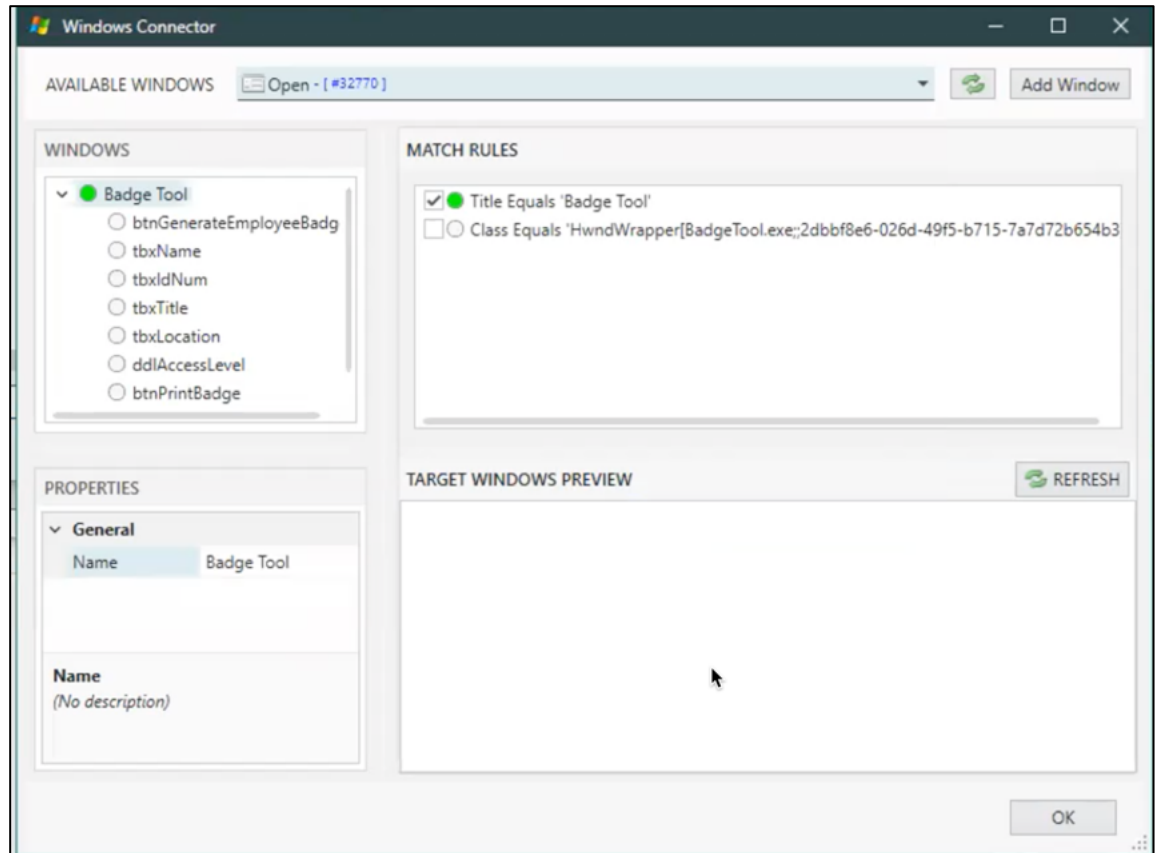 Windows Connector
AVAILABLE WINDOWS Open - [ #32770 ] Add Window
WINDOWS
Badge Tool
btnGenerateEmployeeBadg
tbxName
tbxIdNum
tbxTitle
tbxLocation
ddlAccessLevel
btnPrintBadge
MATCH RULES
Title Equals 'Badge Tool'
Class Equals 'HwndWrapper[BadgeTool.exe;;2dbbf8e6-026d-49f5-b715-7a7d72b654b3
PROPERTIES
General
Name Badge Tool
Name
(No description)
TARGET WINDOWS PREVIEW REFRESH
OK